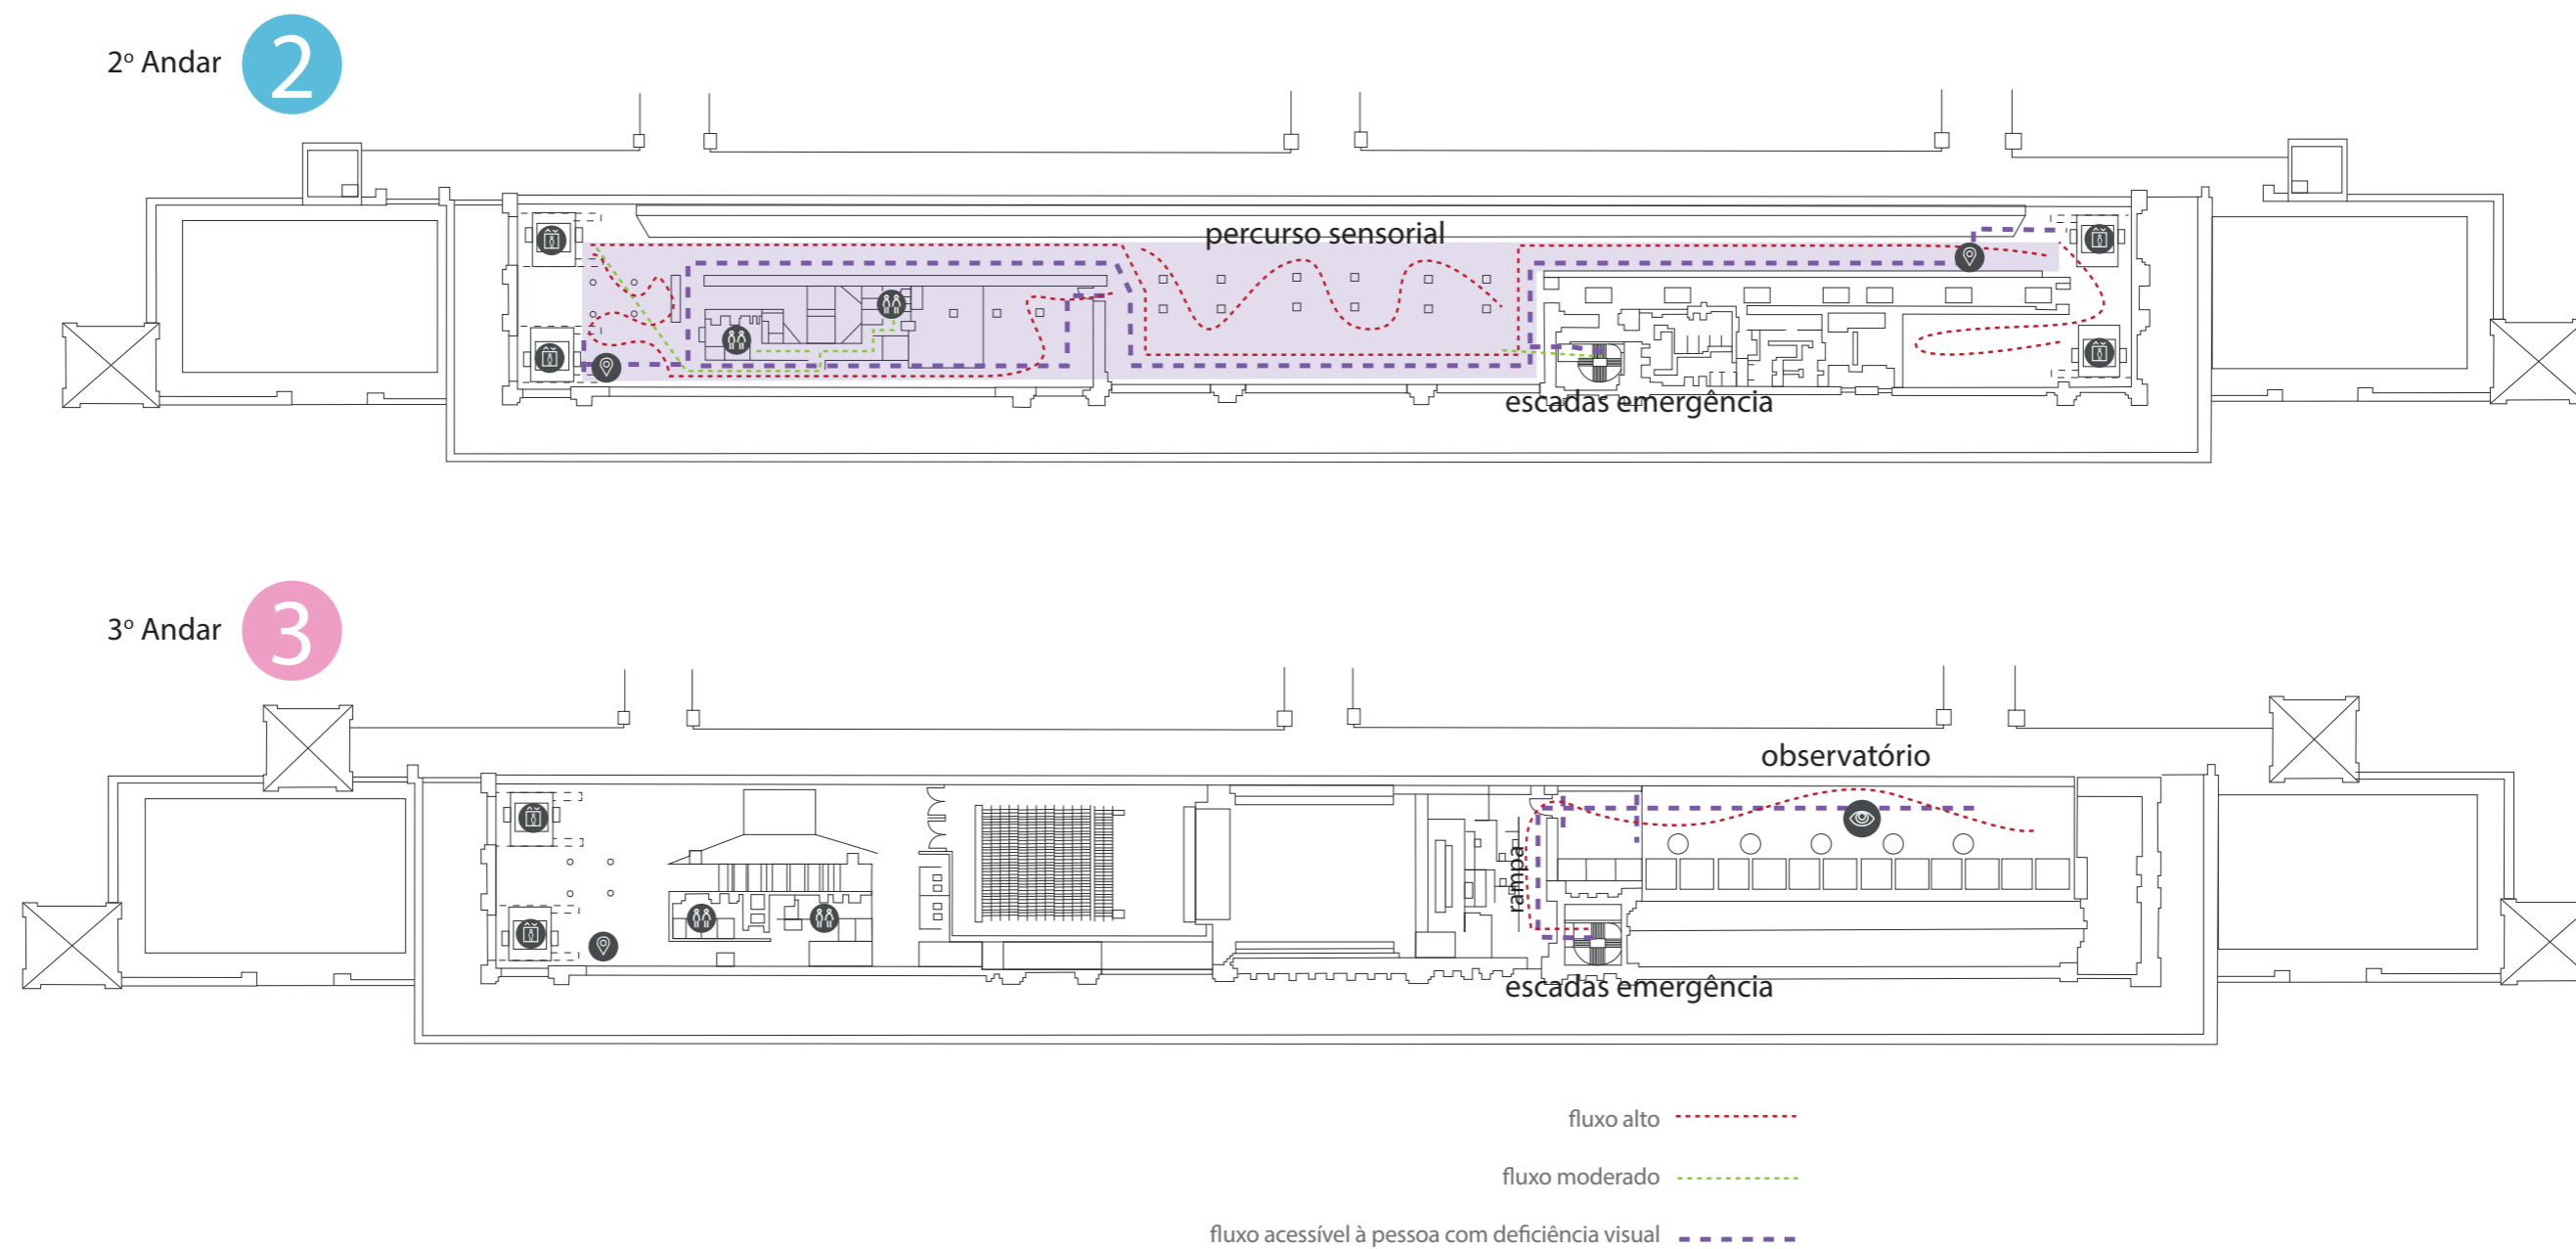 2º Andar 2
percurso sensorial
escadas emergência
3º Andar 3
observatório
rampa
escadas emergência
fluxo alto
fluxo moderado
fluxo acessível à pessoa com deficiência visual